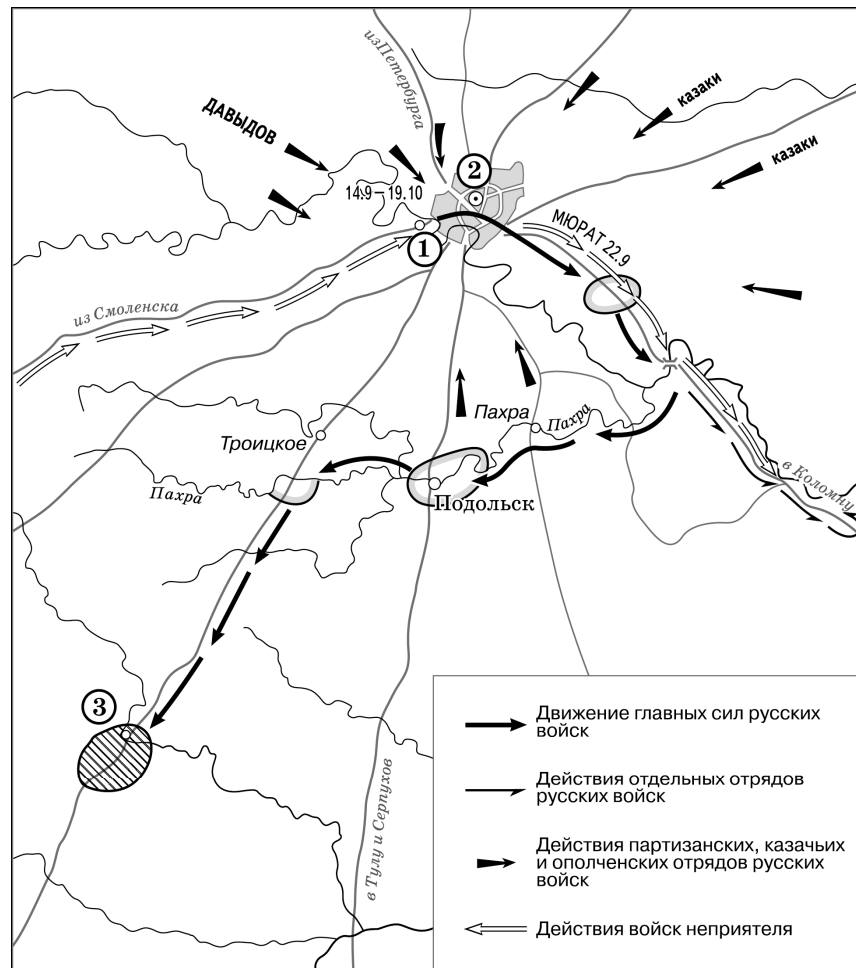 из Петербурга
казаки
ДАВЫДОВ
казаки
2
14.9 – 19.10
МЮРАТ 22.9
1
из Смоленска
Пахра
Пахра
Троицкое
в Коломну
Пахра
Подольск
3
в Тулу и Серпухов
Движение главных сил русских
войск
Действия отдельных отрядов
русских войск
Действия партизанских, казачьих
и ополченских отрядов русских
войск
Действия войск неприятеля